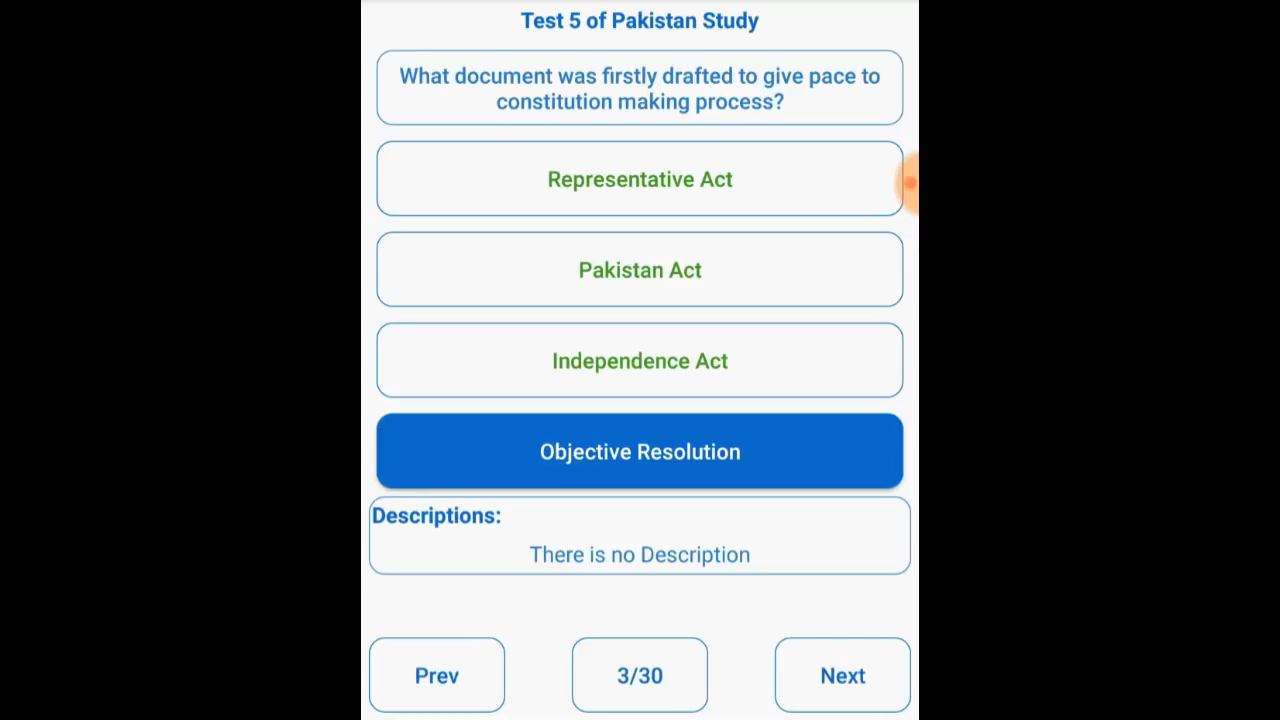 Test 5 of Pakistan Study
What document was firstly drafted to give pace to
constitution making process?
Representative Act
Pakistan Act
Independence Act
Objective Resolution
Descriptions:
There is no Description
Prev
3/30
Next